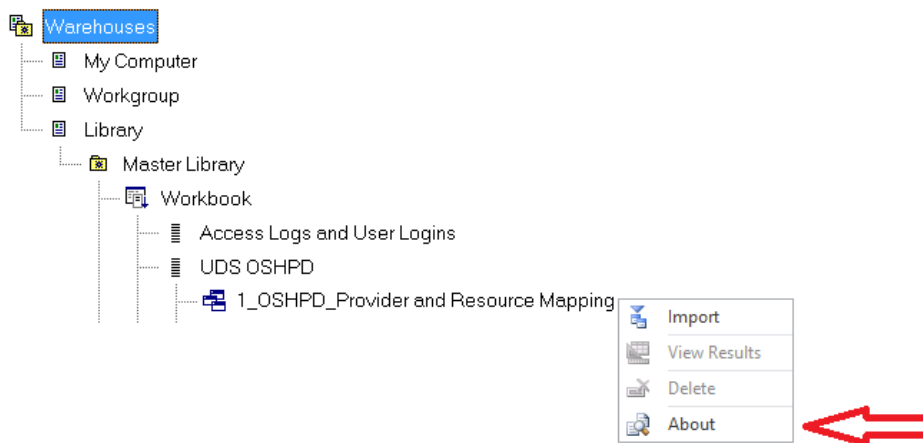 Warehouses
My Computer
Workgroup
Library
Master Library
Workbook
Access Logs and User Logins
UDS OSHPD
1_OSHPD_Provider and Resource Mapping
Import
View Results
Delete
About